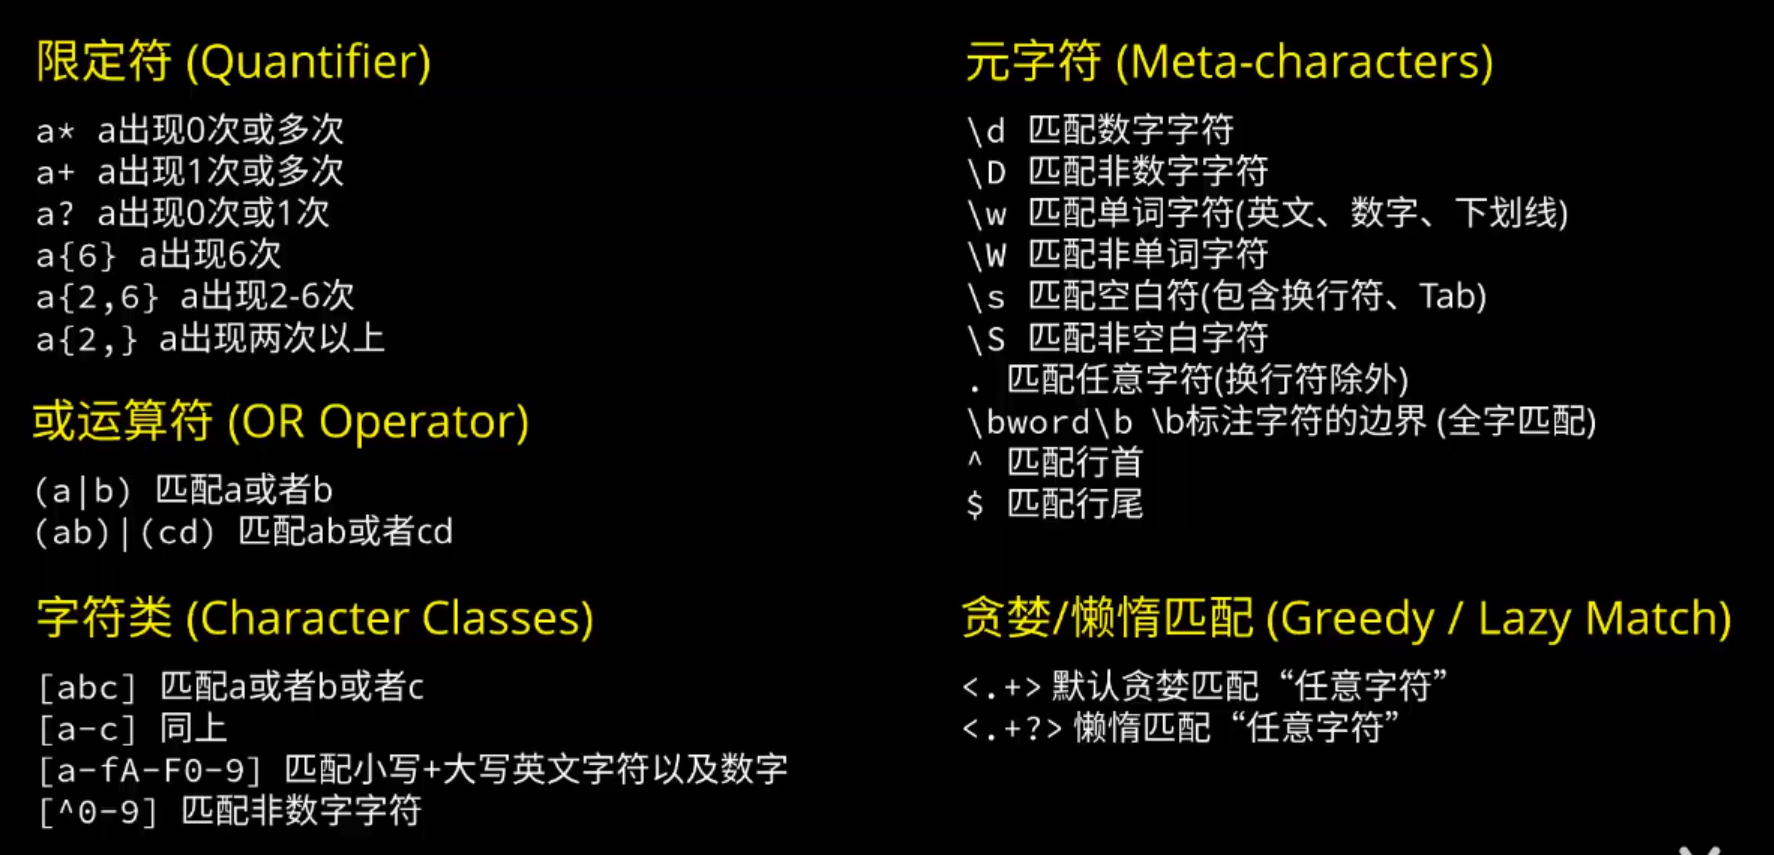 限定符 (Quantifier)
a* a出现0次或多次
a+ a出现1次或多次
a? a出现0次或1次
a{6} a出现6次
a{2,6} a出现2-6次
a{2,} a出现两次以上
或运算符 (OR Operator)
(a|b) 匹配a或者b
(ab)|(cd) 匹配ab或者cd
字符类 (Character Classes)
[abc] 匹配a或者b或者c
[a-c] 同上
[a-fA-F0-9] 匹配小写+大写英文字符以及数字
[^0-9] 匹配非数字字符
元字符 (Meta-characters)
\d 匹配数字字符
\D 匹配非数字字符
\w 匹配单词字符(英文、数字、下划线)
\W 匹配非单词字符
\s 匹配空白符(包含换行符、Tab)
\S 匹配非空白字符
. 匹配任意字符(换行符除外)
\bword\b \b标注字符的边界 (全字匹配)
^ 匹配行首
$ 匹配行尾
贪婪/懒惰匹配 (Greedy / Lazy Match)
<.+> 默认贪婪匹配“任意字符”
<.+?> 懒惰匹配“任意字符”